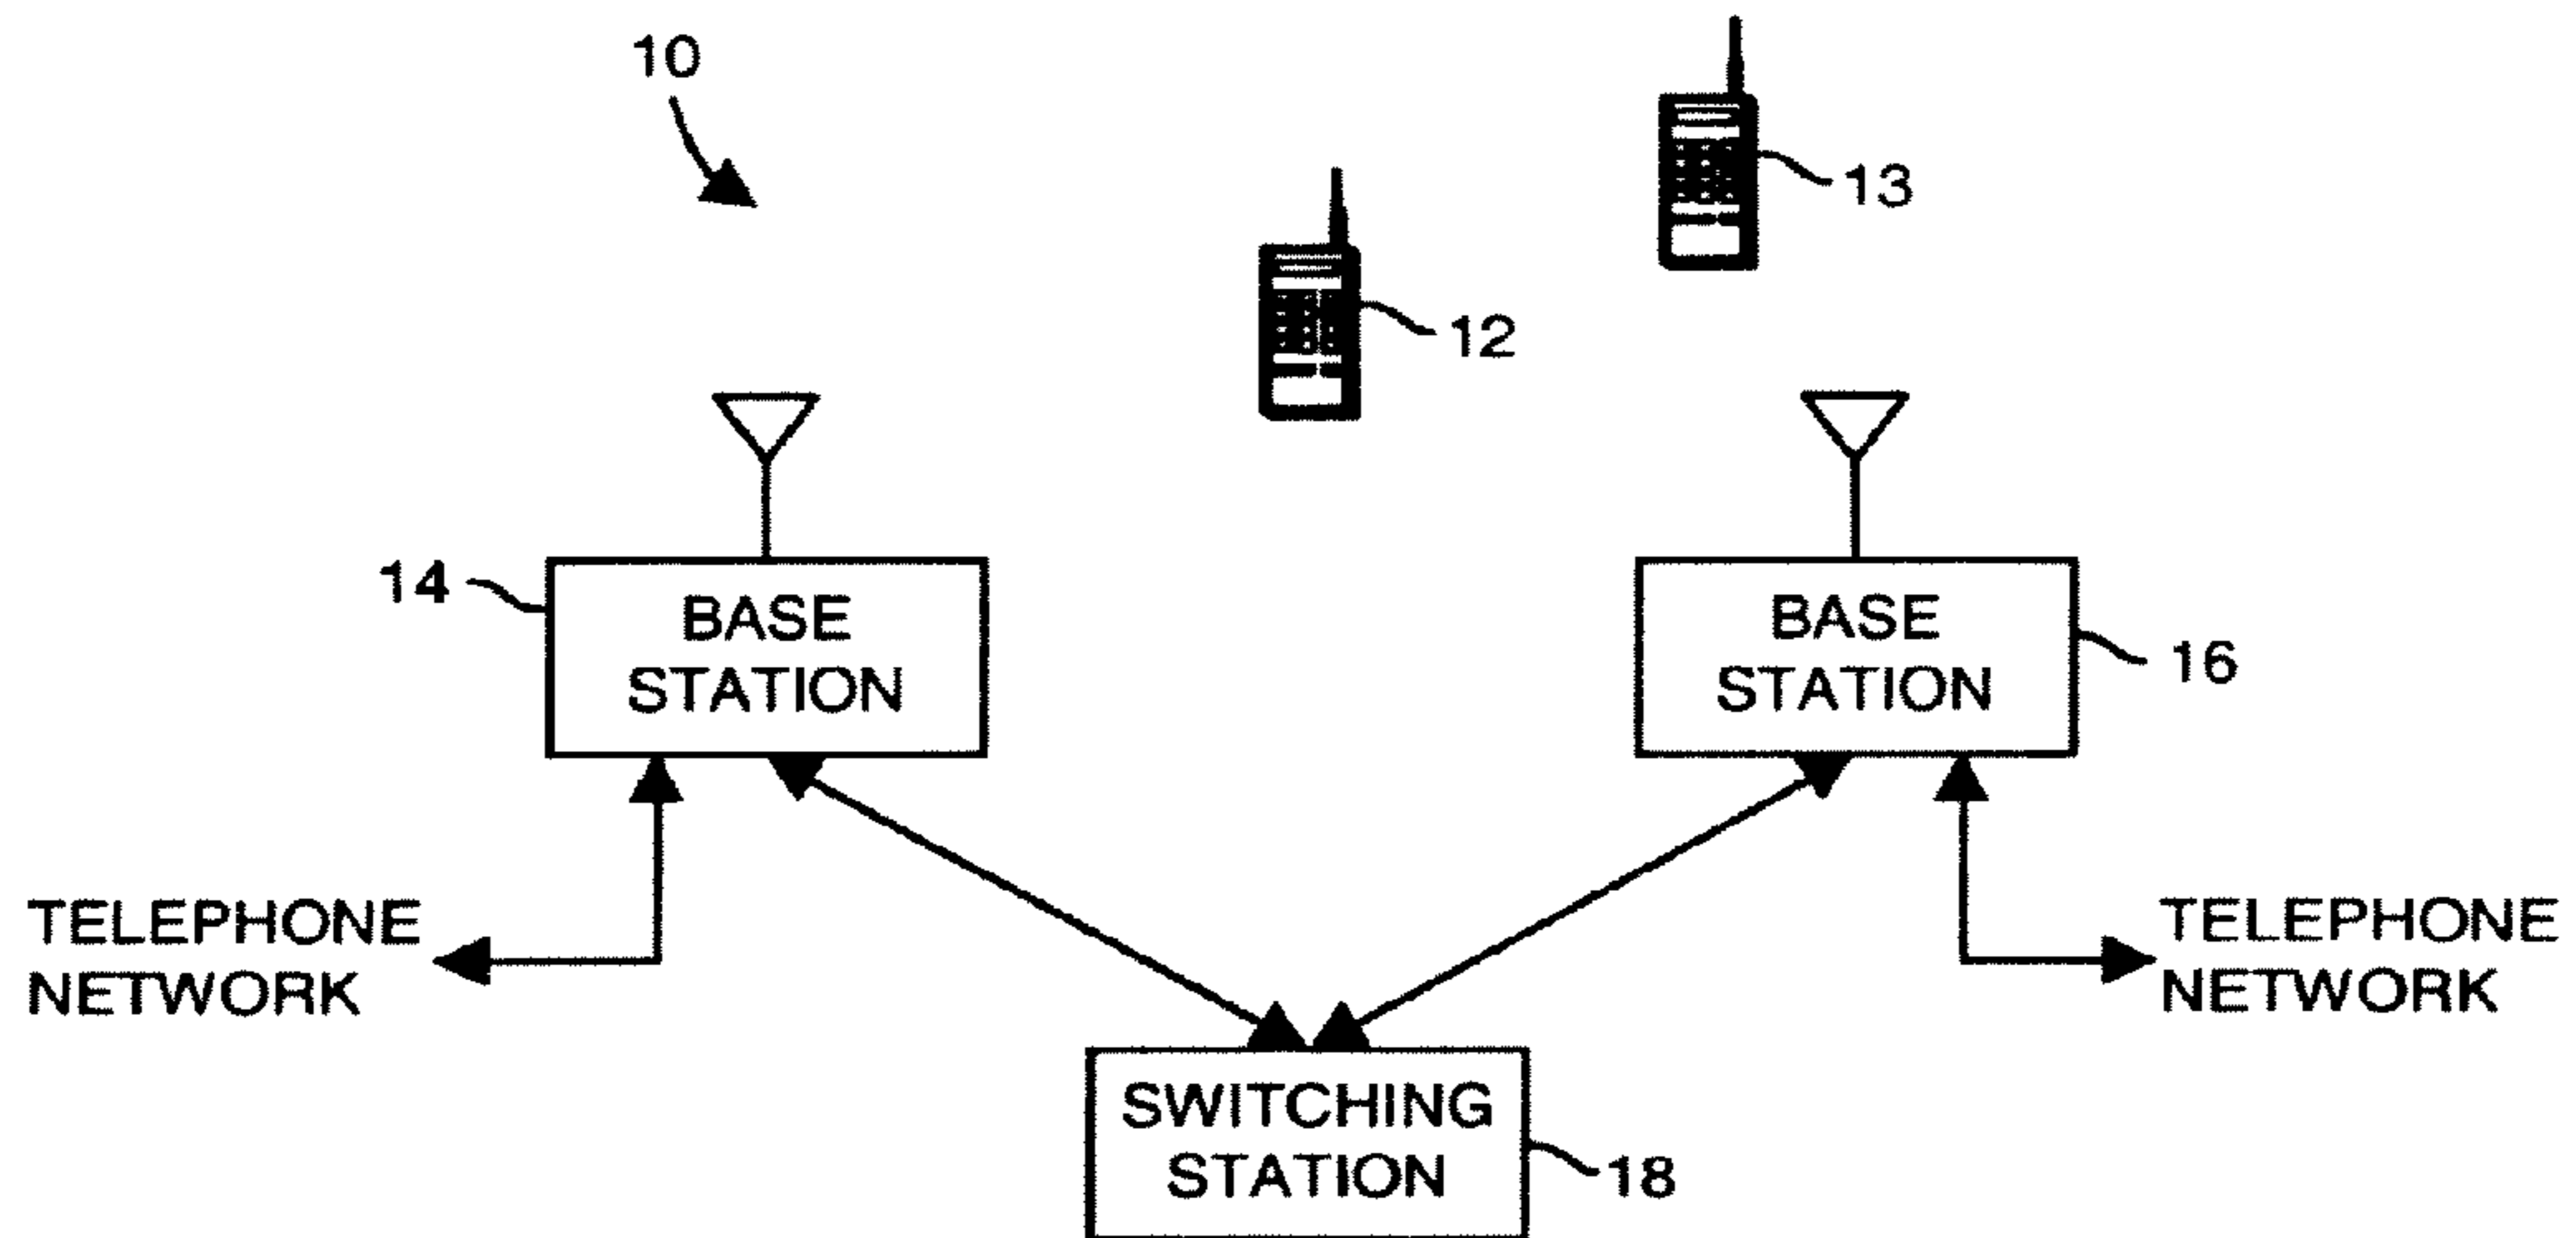 10
13
12
14
BASE
STATION
BASE
STATION
16
TELEPHONE
NETWORK
TELEPHONE
NETWORK
SWITCHING
STATION
18